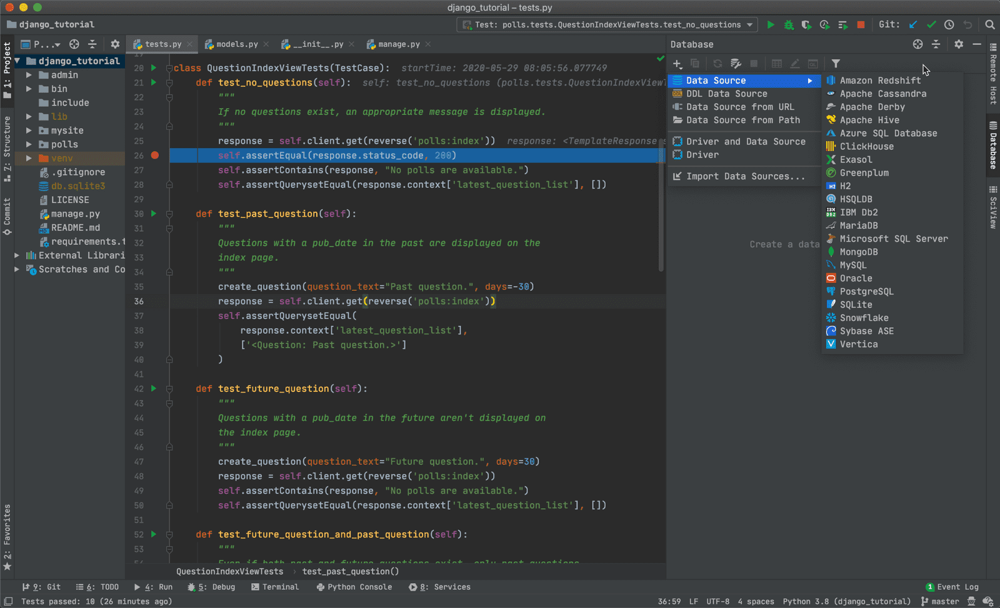 django_tutorial – tests.py
django_tutorial
Test: polls.tests.QuestionIndexViewTests.test_no_questions
Git:
1: Project
7: Structure
Commit
2: Favorites
P...
django_tutorial
admin
bin
include
lib
mysite
polls
venv
.gitignore
db.sqlite3
LICENSE
manage.py
README.md
requirements.t
External Librari
Scratches and Co
tests.py
models.py
__init__.py
manage.py
19
20 class QuestionIndexViewTests(TestCase): startTime: 2020-05-29 08:05:56.077749
21 def test_no_questions(self): self: test_no_questions (polls.tests.QuestionIndexView
22 """
23 If no questions exist, an appropriate message is displayed.
24 """
25 response = self.client.get(reverse('polls:index')) response: <TemplateResponse s
26 self.assertEqual(response.status_code, 200)
27 self.assertContains(response, "No polls are available.")
28 self.assertQuerysetEqual(response.context['latest_question_list'], [])
29
30 def test_past_question(self):
31 """
32 Questions with a pub_date in the past are displayed on the
33 index page.
34 """
35 create_question(question_text="Past question.", days=-30)
36 response = self.client.get(reverse('polls:index'))
37 self.assertQuerysetEqual(
38 response.context['latest_question_list'],
39 ['<Question: Past question.>']
40 )
41
42 def test_future_question(self):
43 """
44 Questions with a pub_date in the future aren't displayed on
45 the index page.
46 """
47 create_question(question_text="Future question.", days=30)
48 response = self.client.get(reverse('polls:index'))
49 self.assertContains(response, "No polls are available.")
50 self.assertQuerysetEqual(response.context['latest_question_list'], [])
51
52 def test_future_question_and_past_question(self):
53 """
54 Even if both past and future questions exist, only past questions
QuestionIndexViewTests › test_past_question()
Database
Data Source
DDL Data Source
Data Source from URL
Data Source from Path
Driver and Data Source
Driver
Import Data Sources...
Create a data
Amazon Redshift
Apache Cassandra
Apache Derby
Apache Hive
Azure SQL Database
ClickHouse
Exasol
Greenplum
H2
HSQLDB
IBM Db2
MariaDB
Microsoft SQL Server
MongoDB
MySQL
Oracle
PostgreSQL
SQLite
Snowflake
Sybase ASE
Vertica
Remote Host
Database
SciView
9: Git
6: TODO
4: Run
5: Debug
Terminal
Python Console
8: Services
1 Event Log
Tests passed: 10 (26 minutes ago)
36:59 LF UTF-8 4 spaces Python 3.8 (django_tutorial) master